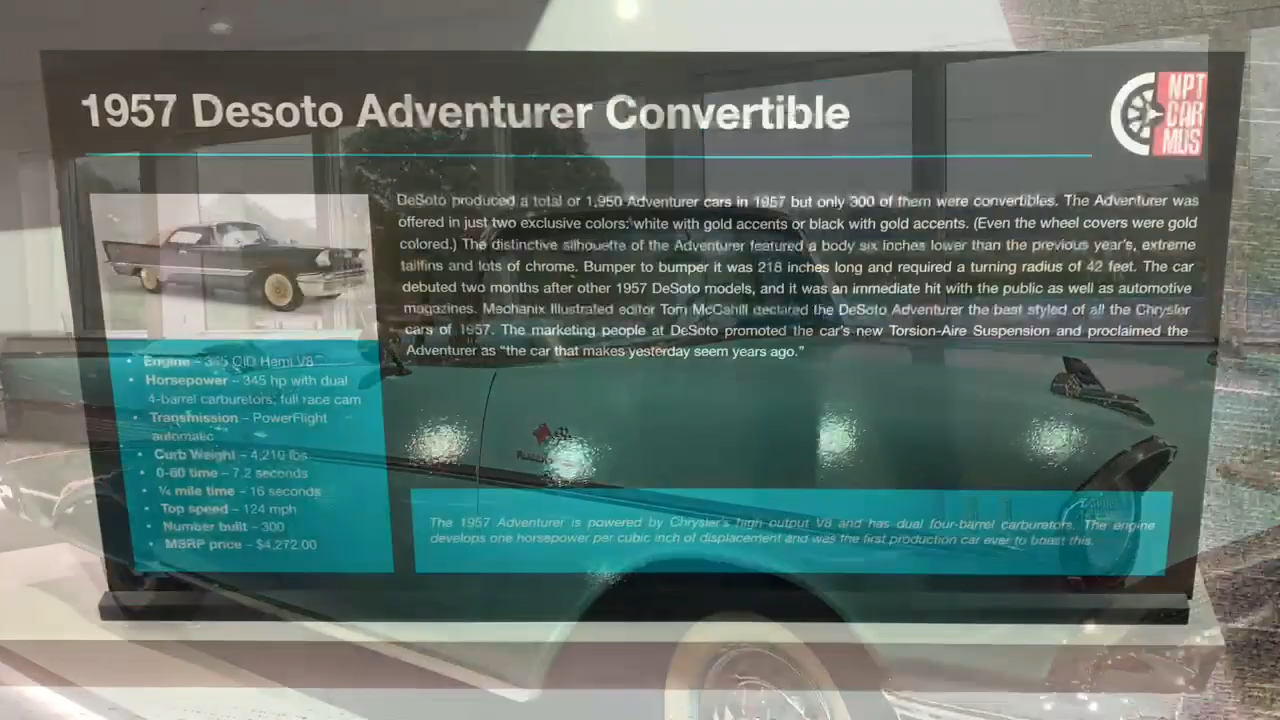 1957 Desoto Adventurer Convertible
NPT
CAR
MUS
DeSoto produced a total or 1,950 Adventurer cars in 1957 but only 300 of them were convertibles. The Adventurer was
offered in just two exclusive colors: white with gold accents or black with gold accents. (Even the wheel covers were gold
colored.) The distinctive silhouette of the Adventurer featured a body six inches lower than the previous year's, extreme
tailfins and lots of chrome. Bumper to bumper it was 218 inches long and required a turning radius of 42 feet. The car
debuted two months after other 1957 DeSoto models, and it was an immediate hit with the public as well as automotive
magazines. Mechanix Illustrated editor Tom McCahill declared the DeSoto Adventurer the best styled of all the Chrysler
cars of 1957. The marketing people at DeSoto promoted the car's new Torsion-Aire Suspension and proclaimed the
Adventurer as "the car that makes yesterday seem years ago."
• Engine – 345 CID Hemi V8
• Horsepower – 345 hp with dual
4-barrel carburetors; full race cam
• Transmission – PowerFlight
automatic
• Curb Weight – 4,210 lbs
• 0-60 time – 7.2 seconds
• ¼ mile time – 16 seconds
• Top speed – 124 mph
• Number built – 300
• MSRP price – $4,272.00
The 1957 Adventurer is powered by Chrysler's high output V8 and has dual four-barrel carburetors. The engine
develops one horsepower per cubic inch of displacement and was the first production car ever to boast this.